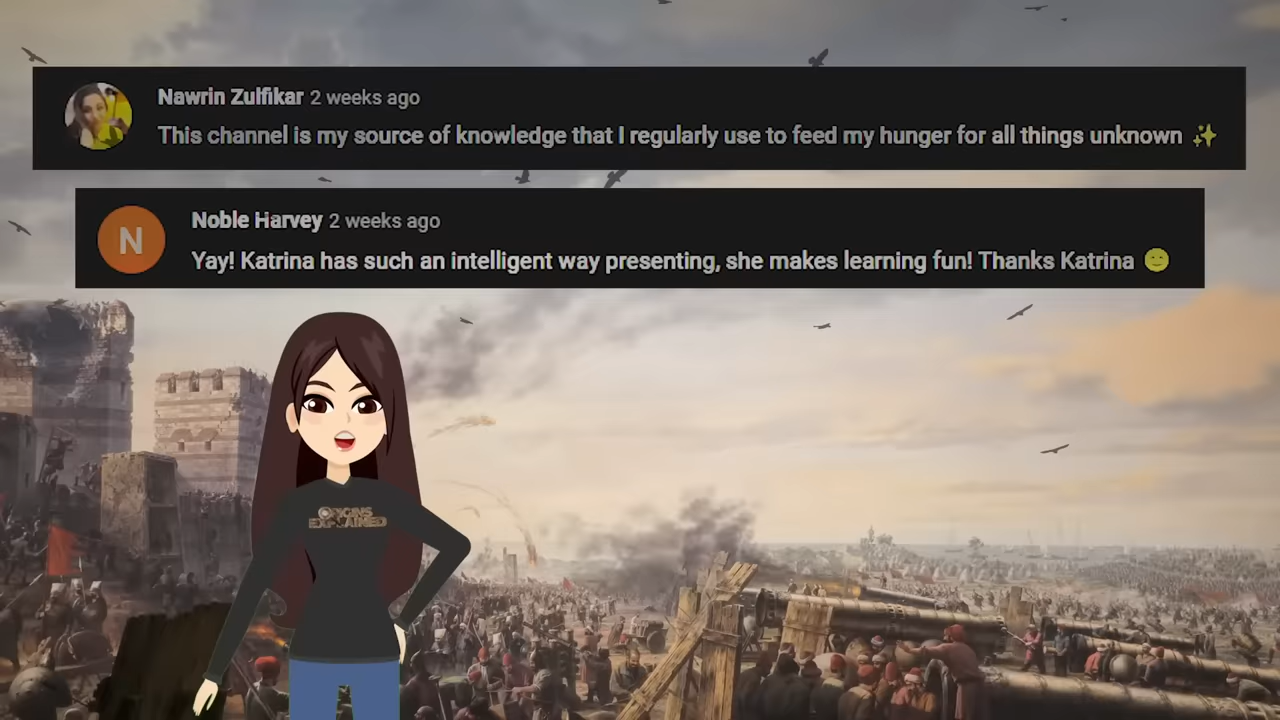 Nawrin Zulfikar 2 weeks ago
This channel is my source of knowledge that I regularly use to feed my hunger for all things unknown ✨
N
Noble Harvey 2 weeks ago
Yay! Katrina has such an intelligent way presenting, she makes learning fun! Thanks Katrina 🙂
ORIGINS
EXPLAINED